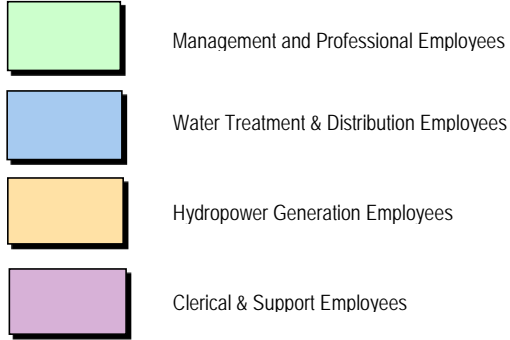 Management and Professional Employees
Water Treatment & Distribution Employees
Hydropower Generation Employees
Clerical & Support Employees